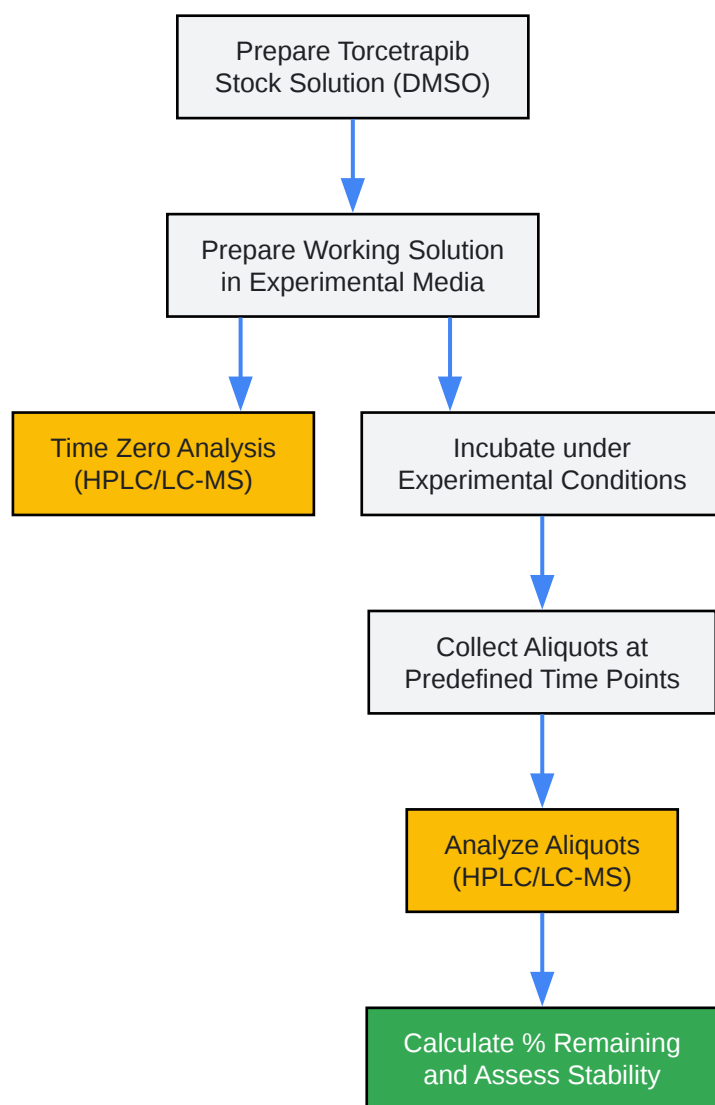 Prepare Torcetrapib
Stock Solution (DMSO)
Prepare Working Solution
in Experimental Media
Time Zero Analysis
(HPLC/LC-MS)
Incubate under
Experimental Conditions
Collect Aliquots at
Predefined Time Points
Analyze Aliquots
(HPLC/LC-MS)
Calculate % Remaining
and Assess Stability